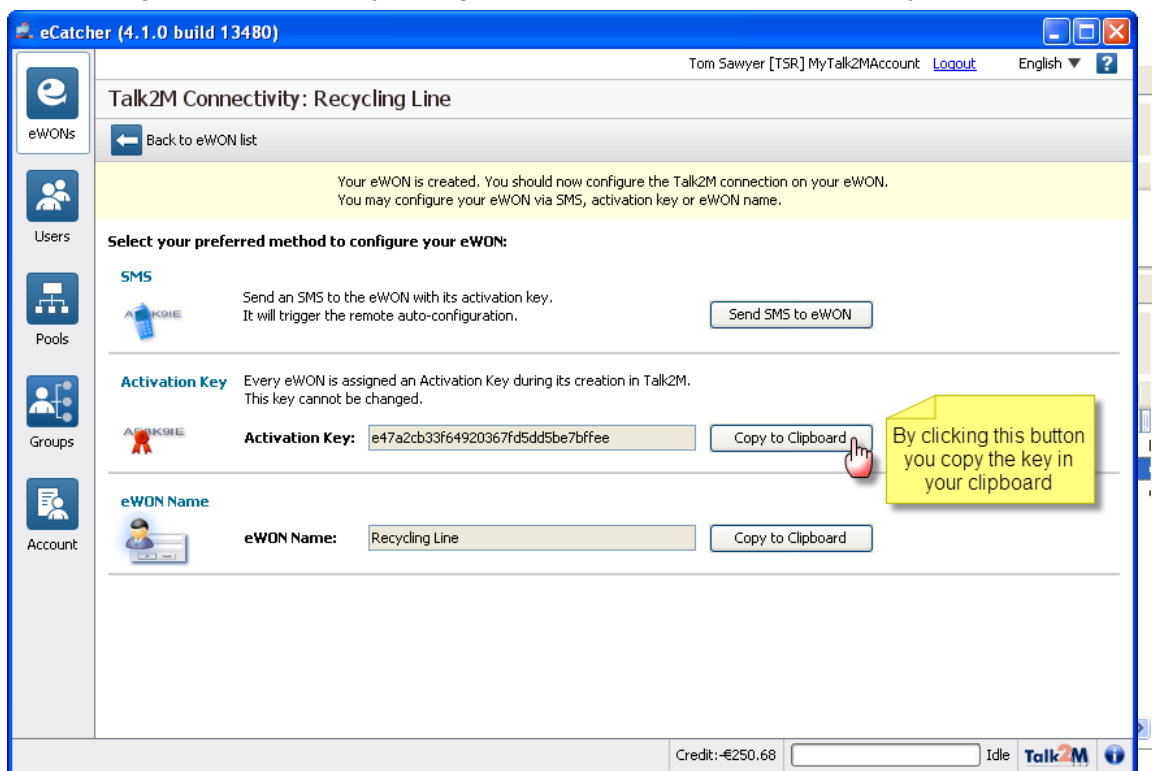 eCatcher (4.1.0 build 13480)
Tom Sawyer [TSR] MyTalk2MAccount Logout English ▼ ?
eWONs
Talk2M Connectivity: Recycling Line
Back to eWON list
Your eWON is created. You should now configure the Talk2M connection on your eWON.
You may configure your eWON via SMS, activation key or eWON name.
Users
Select your preferred method to configure your eWON:
SMS
Send an SMS to the eWON with its activation key.
It will trigger the remote auto-configuration.
Send SMS to eWON
Pools
Activation Key
Every eWON is assigned an Activation Key during its creation in Talk2M.
This key cannot be changed.
Groups
Activation Key: e47a2cb33f64920367fd5dd5be7bffee Copy to Clipboard
By clicking this button
you copy the key in
your clipboard
eWON Name
Account
eWON Name: Recycling Line Copy to Clipboard
Credit:-€250.68 Idle Talk2M